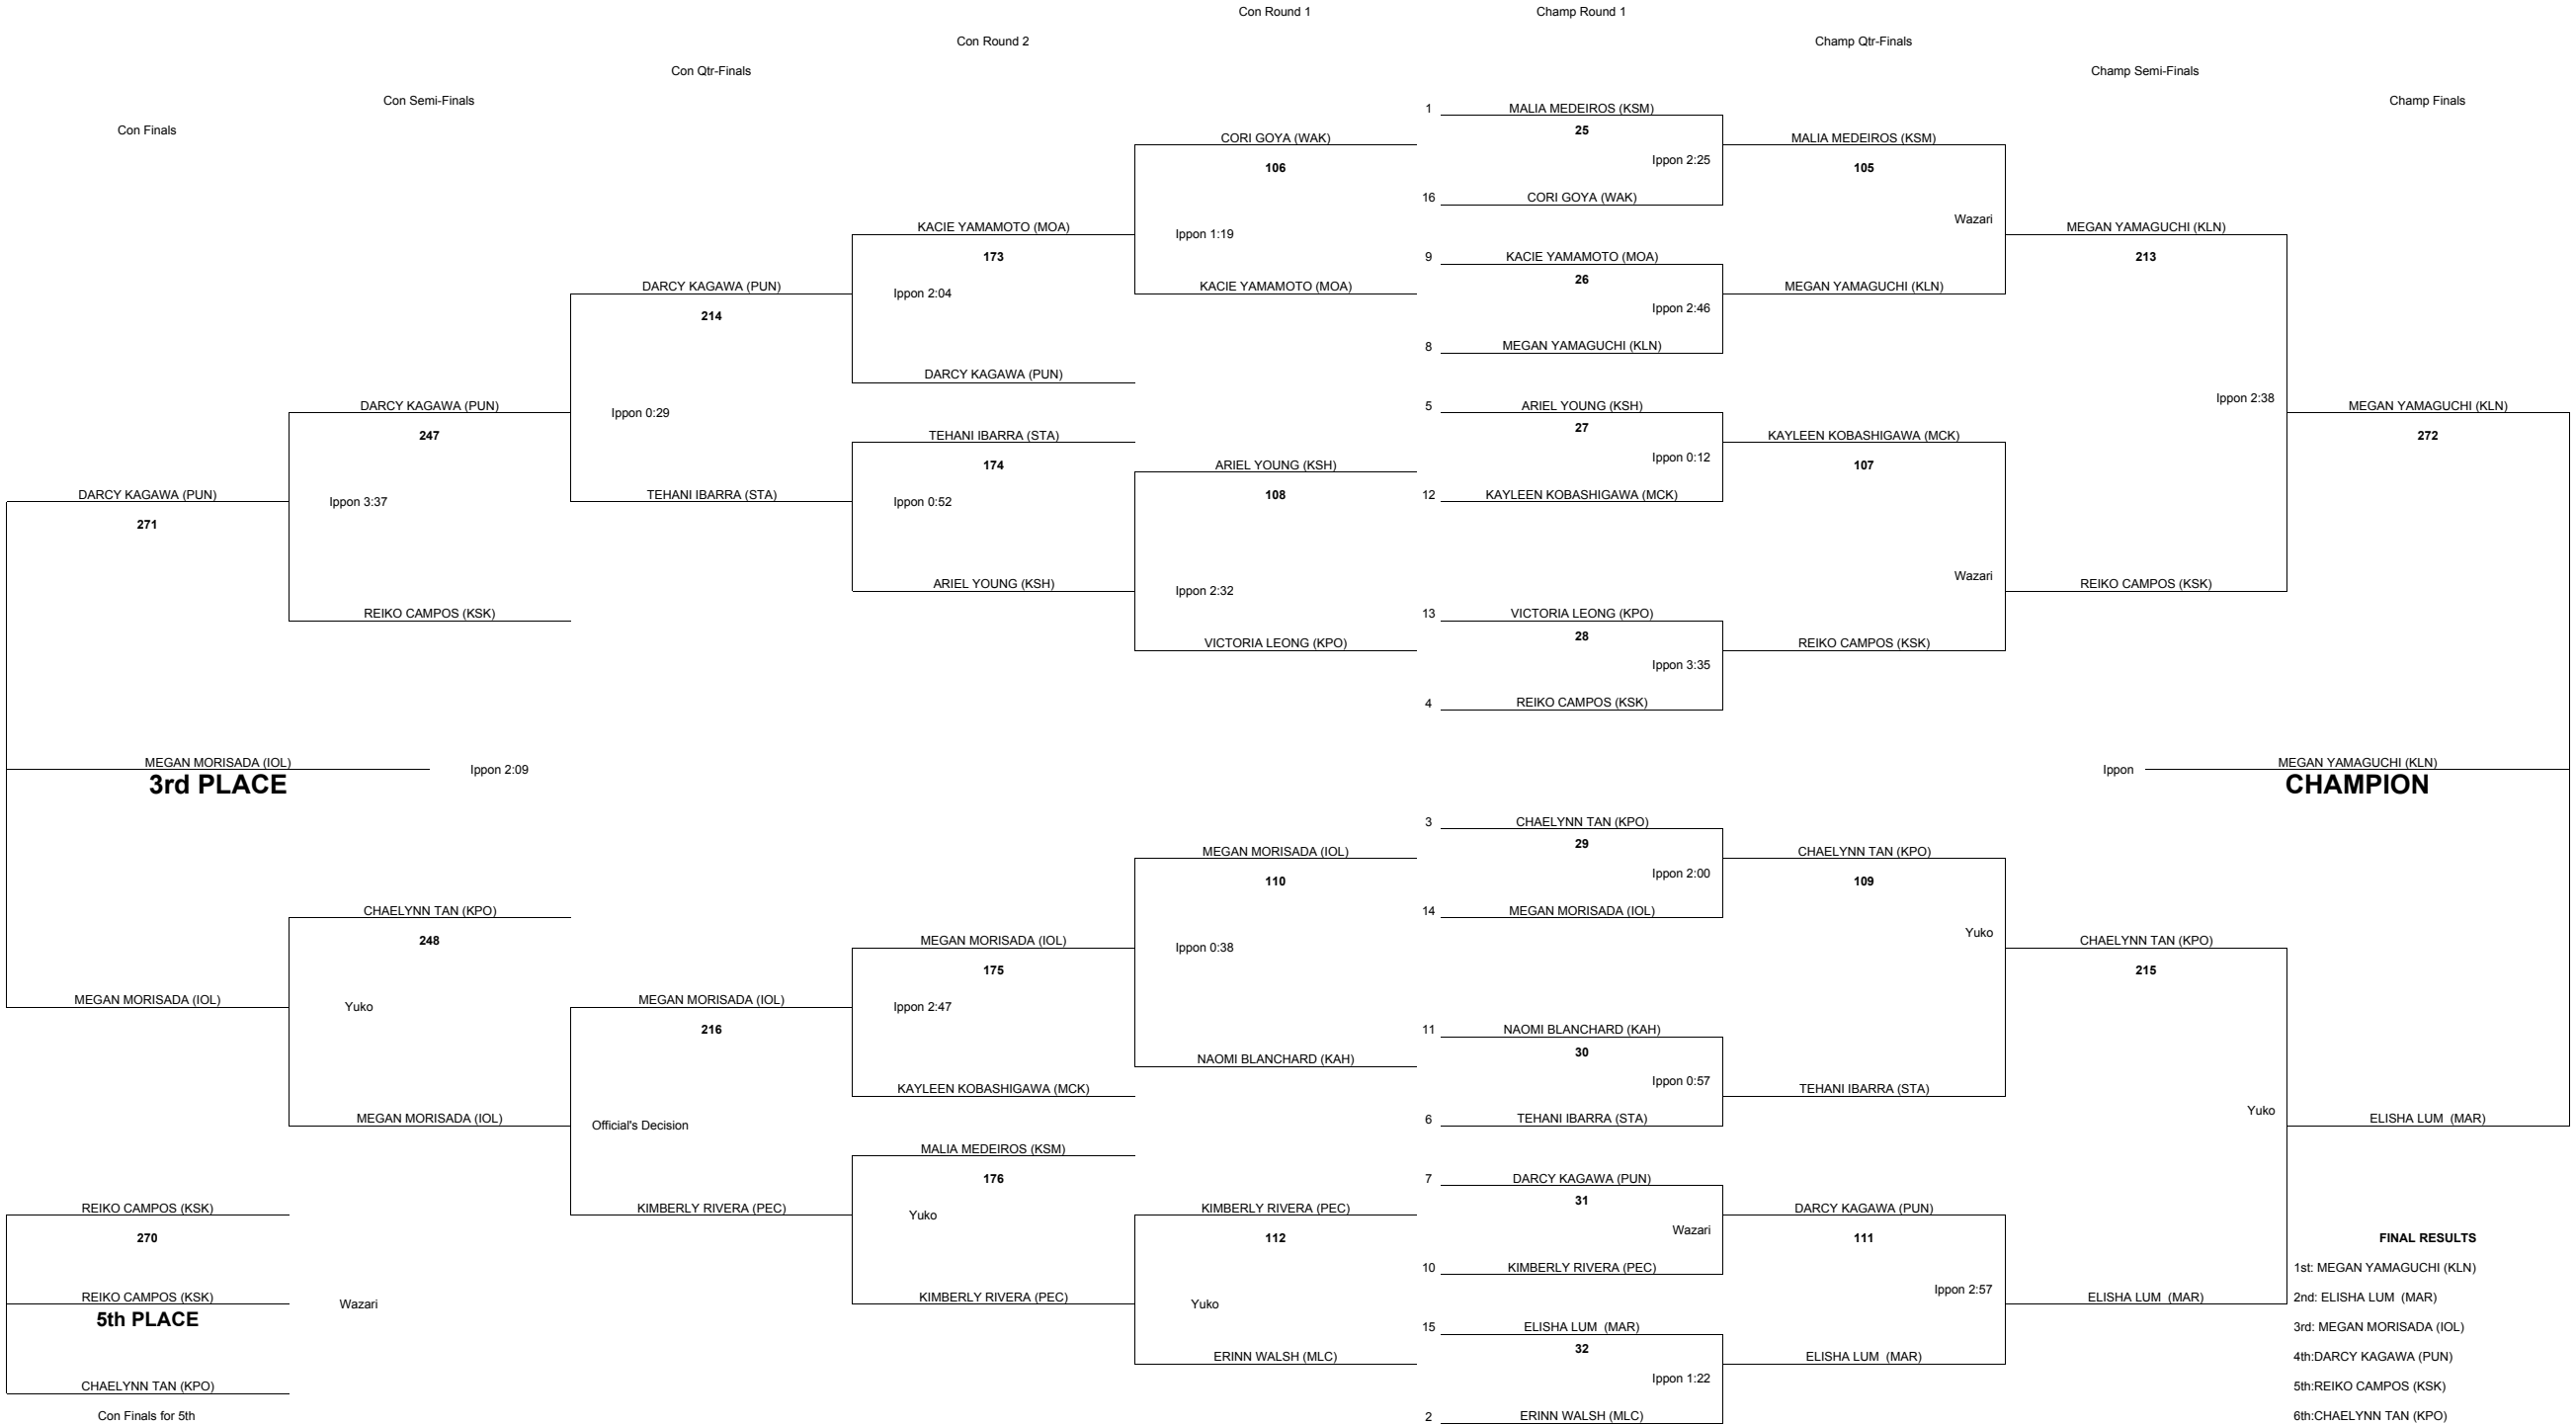 Con Round 1
Champ Round 1
Con Round 2
Champ Qtr-Finals
Con Qtr-Finals
Champ Semi-Finals
Con Semi-Finals
Champ Finals
Con Finals
1 MALIA MEDEIROS (KSM)
25
Ippon 2:25
16 CORI GOYA (WAK)
9 KACIE YAMAMOTO (MOA)
26
Ippon 2:46
8 MEGAN YAMAGUCHI (KLN)
5 ARIEL YOUNG (KSH)
27
Ippon 0:12
12 KAYLEEN KOBASHIGAWA (MCK)
13 VICTORIA LEONG (KPO)
28
Ippon 3:35
4 REIKO CAMPOS (KSK)
3 CHAELYNN TAN (KPO)
29
Ippon 2:00
14 MEGAN MORISADA (IOL)
11 NAOMI BLANCHARD (KAH)
30
Ippon 0:57
6 TEHANI IBARRA (STA)
7 DARCY KAGAWA (PUN)
31
Wazari
10 KIMBERLY RIVERA (PEC)
15 ELISHA LUM (MAR)
32
Ippon 1:22
2 ERINN WALSH (MLC)
MALIA MEDEIROS (KSM)
105
Wazari
MEGAN YAMAGUCHI (KLN)
KAYLEEN KOBASHIGAWA (MCK)
107
Wazari
REIKO CAMPOS (KSK)
CHAELYNN TAN (KPO)
109
Yuko
TEHANI IBARRA (STA)
DARCY KAGAWA (PUN)
111
Ippon 2:57
ELISHA LUM (MAR)
MEGAN YAMAGUCHI (KLN)
213
Ippon 2:38
REIKO CAMPOS (KSK)
CHAELYNN TAN (KPO)
215
Yuko
ELISHA LUM (MAR)
MEGAN YAMAGUCHI (KLN)
272
Ippon
MEGAN YAMAGUCHI (KLN)
CHAMPION
ELISHA LUM (MAR)
CORI GOYA (WAK)
106
Ippon 1:19
KACIE YAMAMOTO (MOA)
ARIEL YOUNG (KSH)
108
Ippon 2:32
VICTORIA LEONG (KPO)
MEGAN MORISADA (IOL)
110
Ippon 0:38
NAOMI BLANCHARD (KAH)
KIMBERLY RIVERA (PEC)
112
Yuko
ERINN WALSH (MLC)
KACIE YAMAMOTO (MOA)
173
Ippon 2:04
DARCY KAGAWA (PUN)
TEHANI IBARRA (STA)
174
Ippon 0:52
ARIEL YOUNG (KSH)
MEGAN MORISADA (IOL)
175
Ippon 2:47
KAYLEEN KOBASHIGAWA (MCK)
MALIA MEDEIROS (KSM)
176
Yuko
KIMBERLY RIVERA (PEC)
DARCY KAGAWA (PUN)
214
Ippon 0:29
TEHANI IBARRA (STA)
MEGAN MORISADA (IOL)
216
Official's Decision
KIMBERLY RIVERA (PEC)
DARCY KAGAWA (PUN)
247
Ippon 3:37
REIKO CAMPOS (KSK)
CHAELYNN TAN (KPO)
248
Yuko
MEGAN MORISADA (IOL)
DARCY KAGAWA (PUN)
271
MEGAN MORISADA (IOL)
3rd PLACE
Ippon 2:09
MEGAN MORISADA (IOL)
REIKO CAMPOS (KSK)
270
REIKO CAMPOS (KSK)
5th PLACE
Wazari
CHAELYNN TAN (KPO)
Con Finals for 5th
FINAL RESULTS
1st: MEGAN YAMAGUCHI (KLN)
2nd: ELISHA LUM (MAR)
3rd: MEGAN MORISADA (IOL)
4th:DARCY KAGAWA (PUN)
5th:REIKO CAMPOS (KSK)
6th:CHAELYNN TAN (KPO)